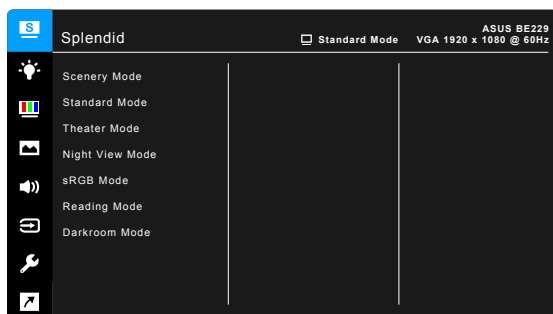 S
Splendid
Standard Mode
ASUS BE229
VGA 1920 x 1080 @ 60Hz
Scenery Mode
Standard Mode
Theater Mode
Night View Mode
sRGB Mode
Reading Mode
Darkroom Mode